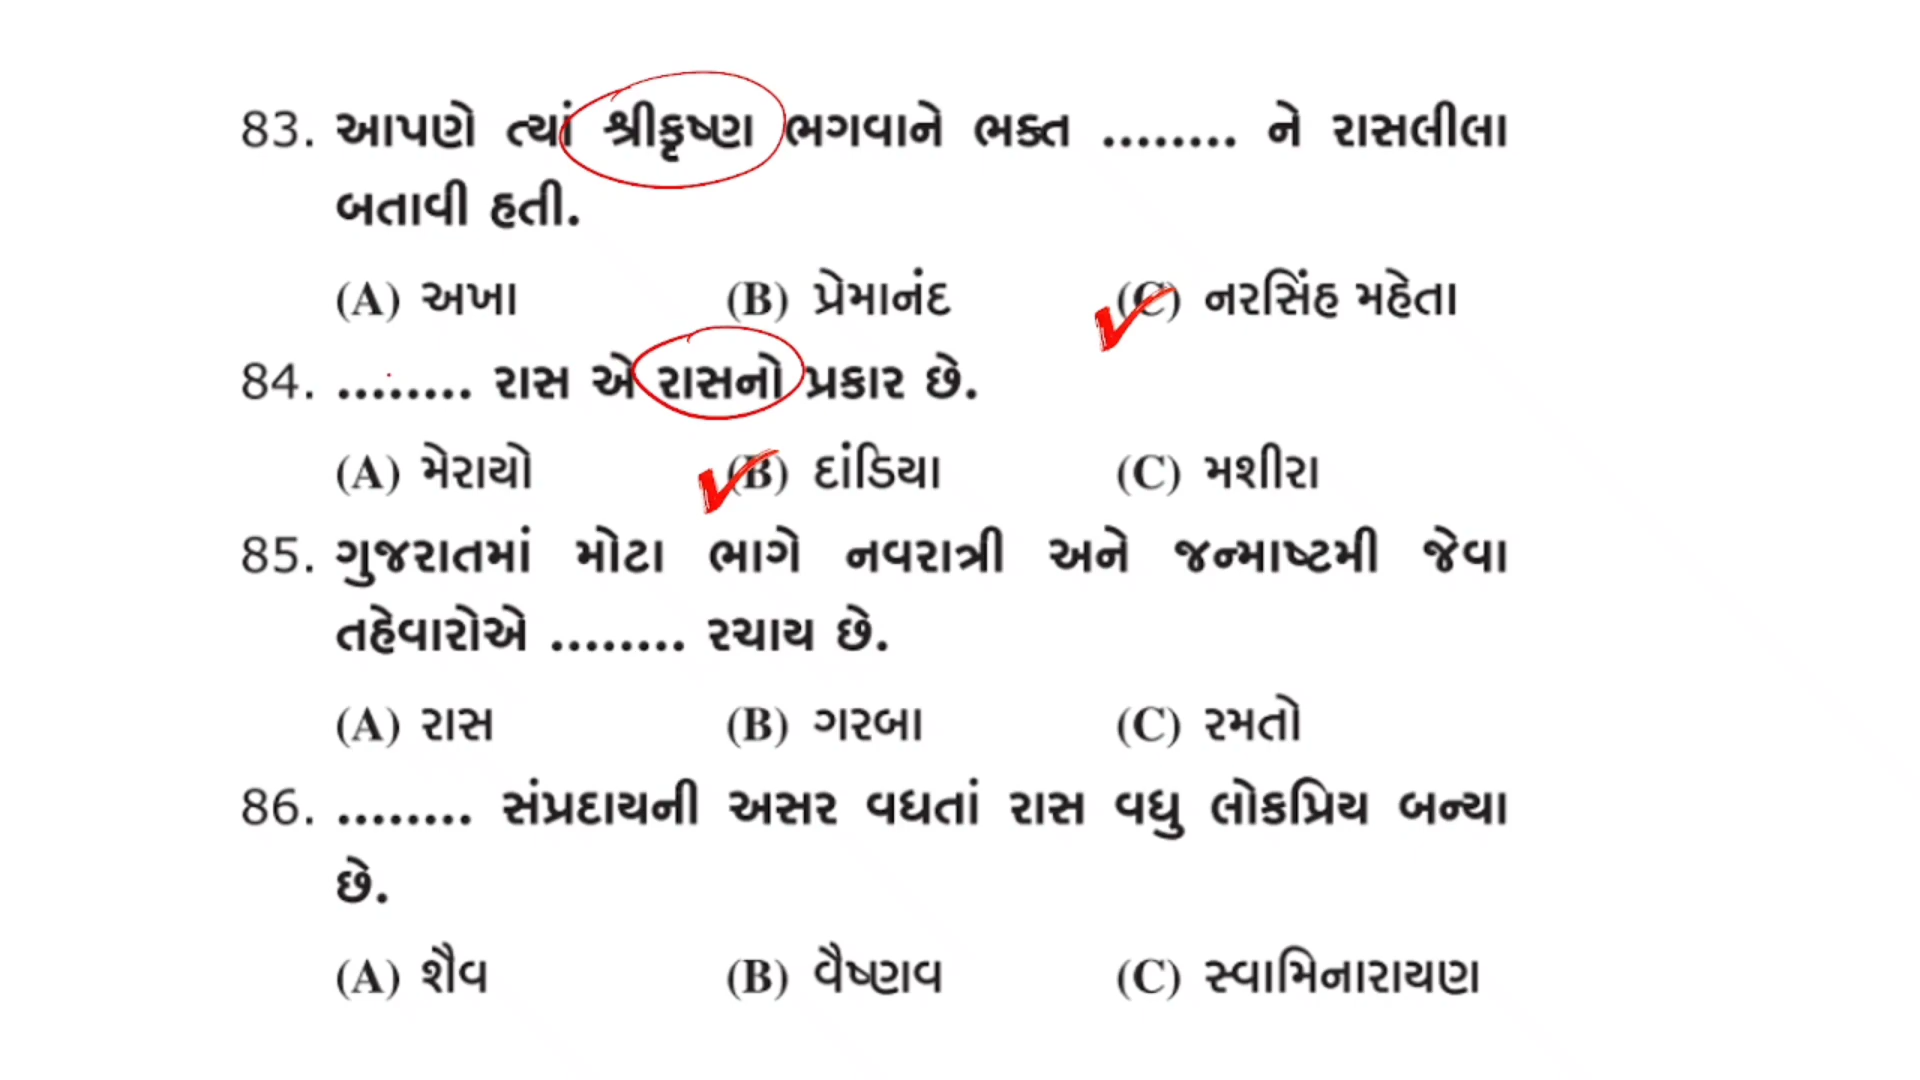 83. આપણે ત્યાં શ્રીકૃષ્ણ ભગવાને ભક્ત ........ ને રાસલીલા
બતાવી હતી.
(A) અખા (B) પ્રેમાનંદ (C) નરસિંહ મહેતા
84. ........ રાસ એ રાસનો પ્રકાર છે.
(A) મેરાયો (B) દાંડિયા (C) મશીરા
85. ગુજરાતમાં મોટા ભાગે નવરાત્રી અને જન્માષ્ટમી જેવા
તહેવારોએ ........ રચાય છે.
(A) રાસ (B) ગરબા (C) રમતો
86. ........ સંપ્રદાયની અસર વધતાં રાસ વધુ લોકપ્રિય બન્યા
છે.
(A) શૈવ (B) વૈષ્ણવ (C) સ્વામિનારાયણ